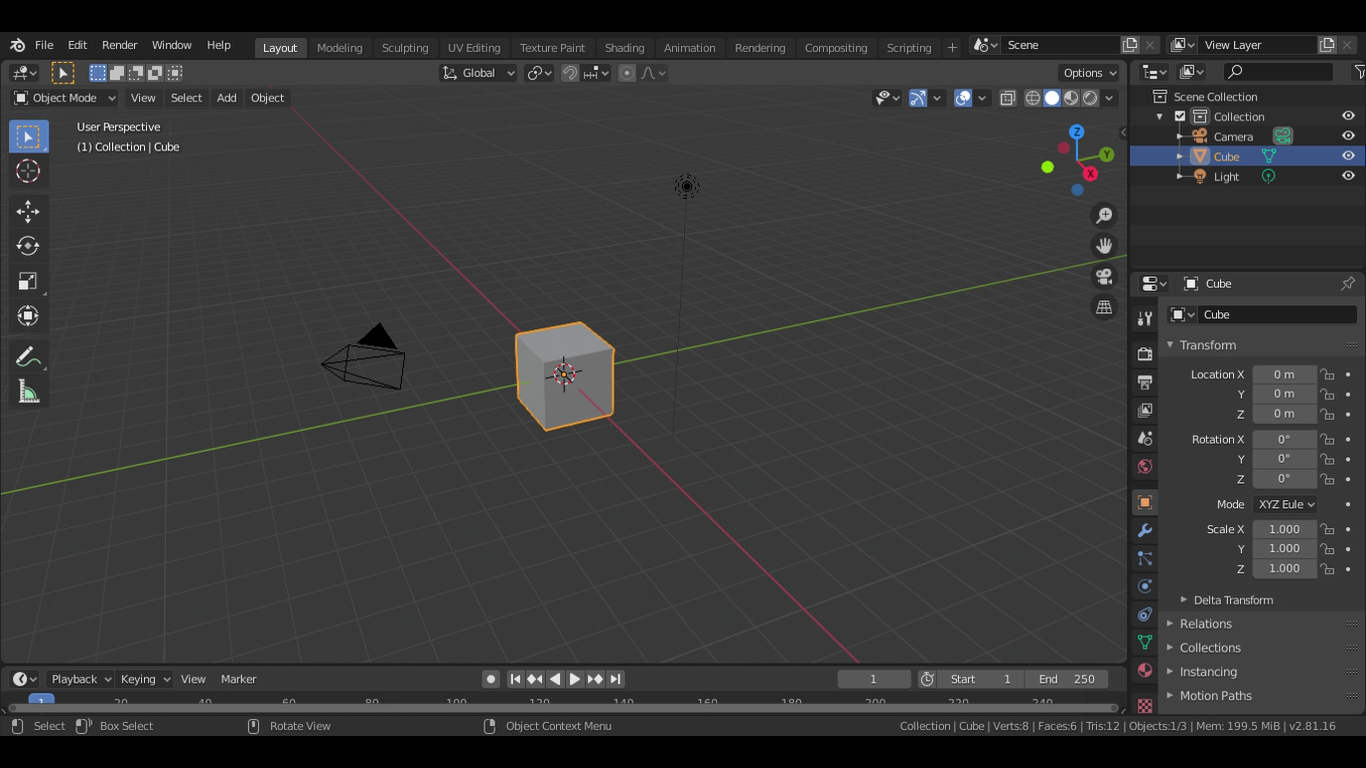 File Edit Render Window Help Layout Modeling Sculpting UV Editing Texture Paint Shading Animation Rendering Compositing Scripting + Scene View Layer
Global Options
Object Mode View Select Add Object
User Perspective
(1) Collection | Cube
Z
Y
X
Scene Collection
Collection
Camera
Cube
Light
Cube
Cube
Transform
Location X 0 m
Y 0 m
Z 0 m
Rotation X 0°
Y 0°
Z 0°
Mode XYZ Eule
Scale X 1.000
Y 1.000
Z 1.000
Delta Transform
Relations
Collections
Instancing
Motion Paths
Playback Keying View Marker 1 Start 1 End 250
1 20 40 60 80 100 120 140 160 180 200 220 240
Select Box Select Rotate View Object Context Menu Collection | Cube | Verts:8 | Faces:6 | Tris:12 | Objects:1/3 | Mem: 199.5 MiB | v2.81.16